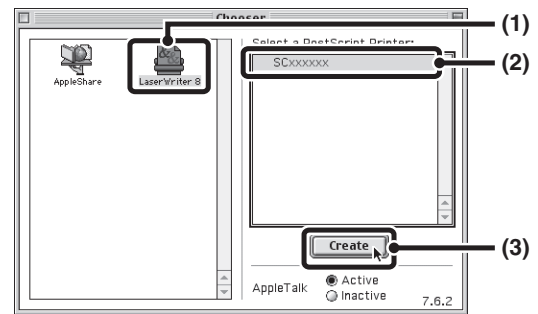 Chooser
(1)
Select a PostScript Printer:
SCxxxxxx
(2)
AppleShare
LaserWriter 8
Create
(3)
AppleTalk
Active
Inactive
7.6.2